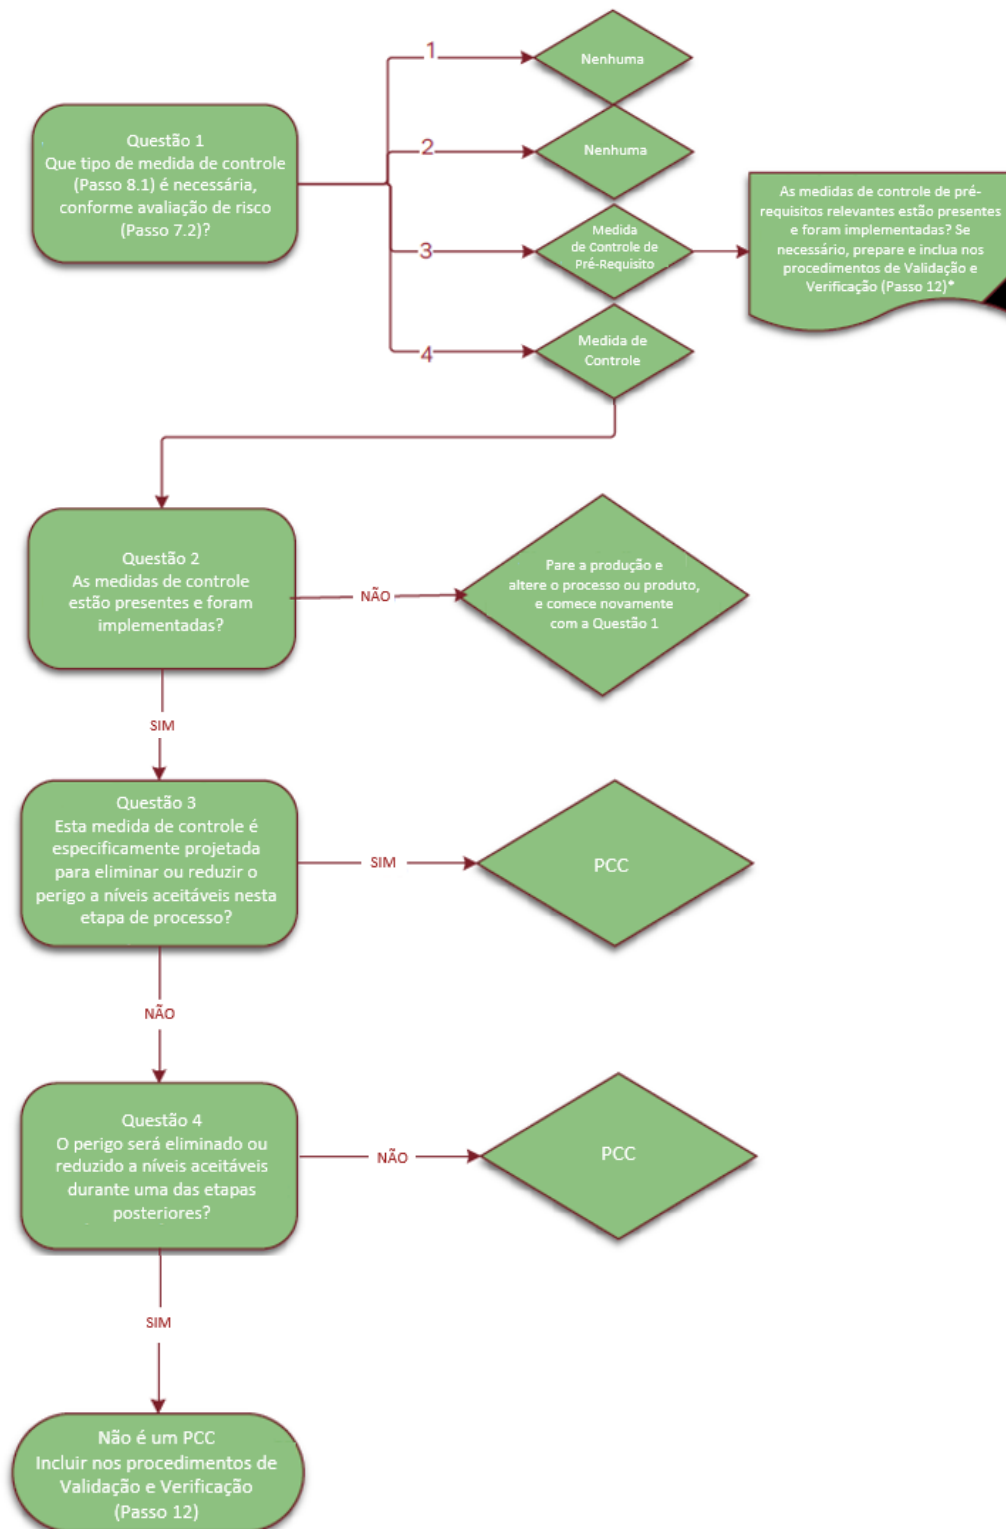 1
Nenhuma
Questão 1
Que tipo de medida de controle
(Passo 8.1) é necessária,
conforme avaliação de risco
(Passo 7.2)?
2
Nenhuma
3
Medida
de Controle de
Pré-Requisito
As medidas de controle de pré-
requisitos relevantes estão presentes
e foram implementadas? Se
necessário, prepare e inclua nos
procedimentos de Validação e
Verificação (Passo 12)*
4
Medida de
Controle
Questão 2
As medidas de controle
estão presentes e foram
implementadas?
NÃO
Pare a produção e
altere o processo ou produto,
e comece novamente
com a Questão 1
SIM
Questão 3
Esta medida de controle é
especificamente projetada
para eliminar ou reduzir o
perigo a níveis aceitáveis nesta
etapa de processo?
SIM
PCC
NÃO
Questão 4
O perigo será eliminado ou
reduzido a níveis aceitáveis
durante uma das etapas
posteriores?
NÃO
PCC
SIM
Não é um PCC
Incluir nos procedimentos de
Validação e Verificação
(Passo 12)